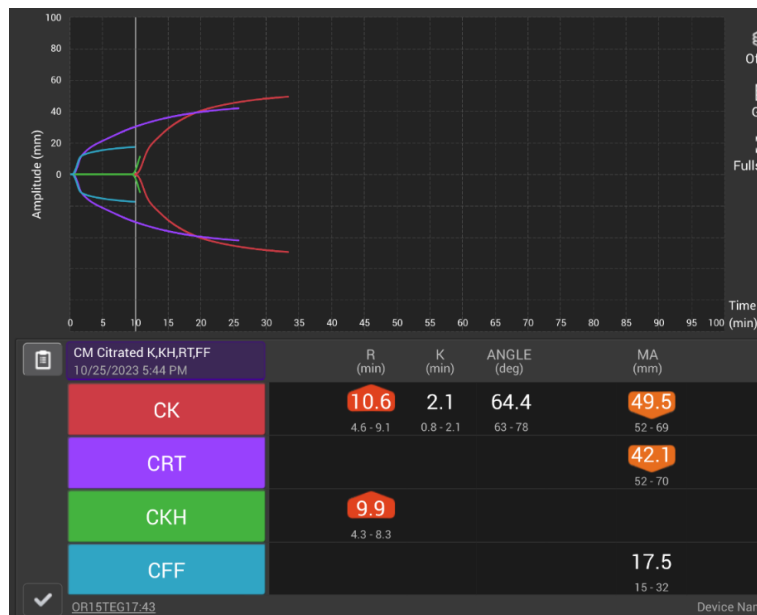 100
80
60
40
20
0
Amplitude (mm)
0 5 10 15 20 25 30 35 40 45 50 55 60 65 70 75 80 85 90 95 100
Time
(min)
Fulls
CM Citrated K,KH,RT,FF
10/25/2023 5:44 PM
R
(min)
K
(min)
ANGLE
(deg)
MA
(mm)
CK
10.6 2.1 64.4 49.5
4.6 - 9.1 0.8 - 2.1 63 - 78 52 - 69
CRT
42.1
52 - 70
CKH
9.9
4.3 - 8.3
CFF
17.5
15 - 32
OR15TEG17:43
Device Nar